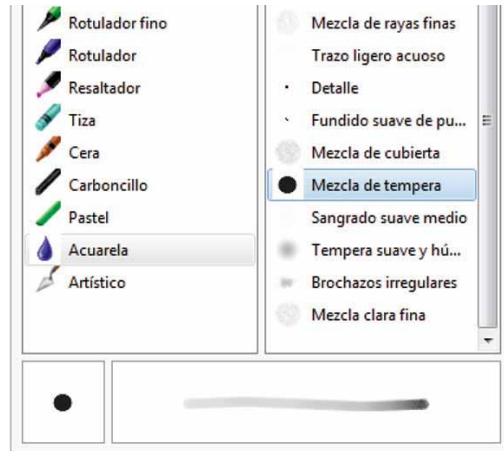 Rotulador fino
Rotulador
Resaltador
Tiza
Cera
Carboncillo
Pastel
Acuarela
Artístico
Mezcla de rayas finas
Trazo ligero acuoso
Detalle
Fundido suave de pu...
Mezcla de cubierta
Mezcla de tempera
Sangrado suave medio
Tempera suave y hú...
Brochazos irregulares
Mezcla clara fina